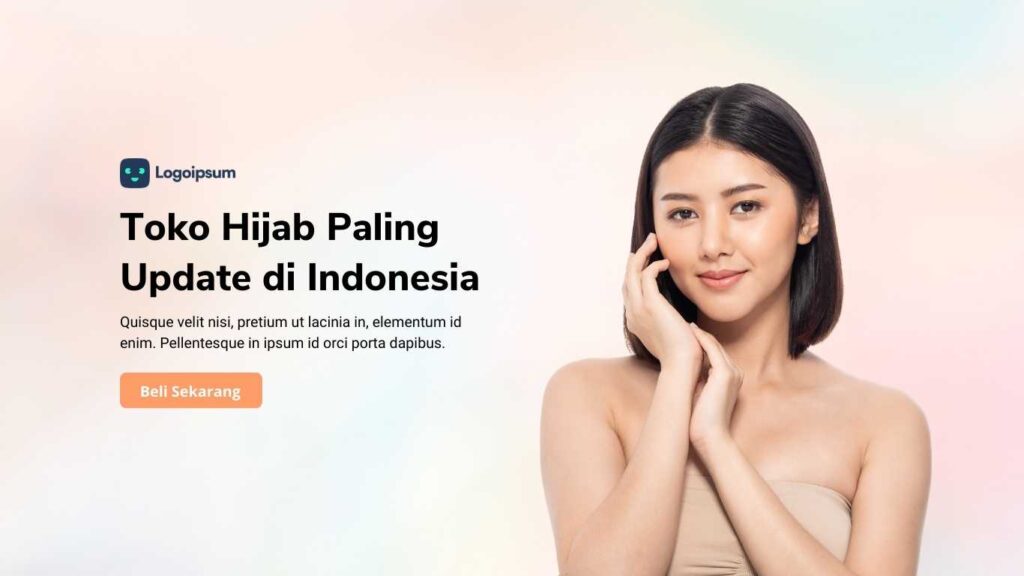 Logoipsum
Toko Hijab Paling
Update di Indonesia
Quisque velit nisi, pretium ut lacinia in, elementum id
enim. Pellentesque in ipsum id orci porta dapibus.
Beli Sekarang